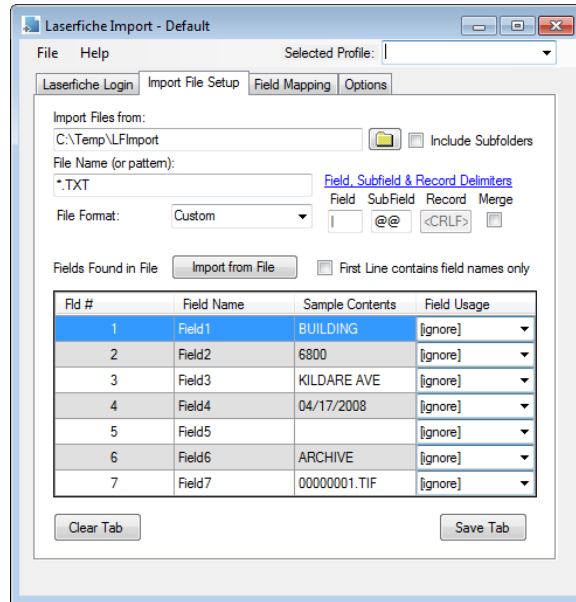 Laserfiche Import - Default
File Help Selected Profile:
Laserfiche Login Import File Setup Field Mapping Options
Import Files from:
C:\Temp\LFImport Include Subfolders
File Name (or pattern):
*.TXT Field, Subfield & Record Delimiters
Field SubField Record Merge
File Format: Custom | @@ <CRLF>
Fields Found in File Import from File First Line contains field names only
Fld # Field Name Sample Contents Field Usage
1 Field1 BUILDING [ignore]
2 Field2 6800 [ignore]
3 Field3 KILDARE AVE [ignore]
4 Field4 04/17/2008 [ignore]
5 Field5 [ignore]
6 Field6 ARCHIVE [ignore]
7 Field7 00000001.TIF [ignore]
Clear Tab Save Tab